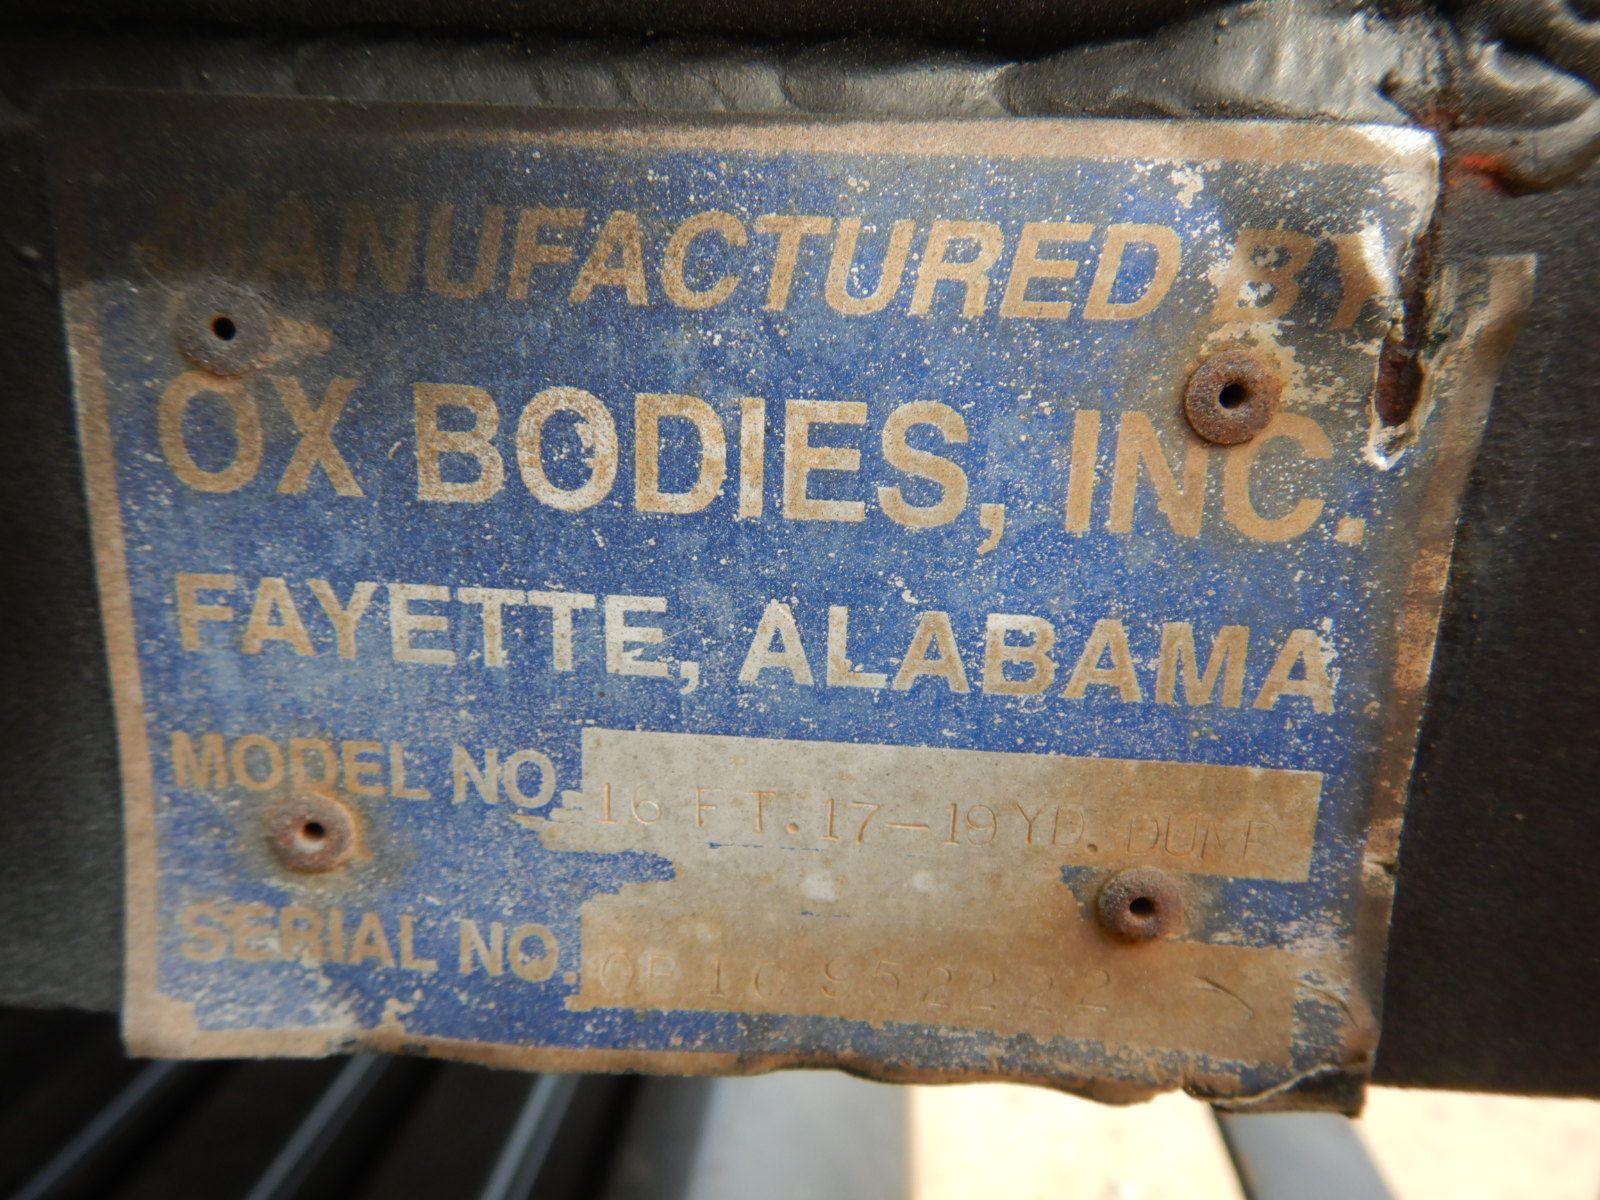 MANUFACTURED BY
OX BODIES, INC.
FAYETTE, ALABAMA
MODEL NO. 16 FT. 17-19 YD. DUMP
SERIAL NO.